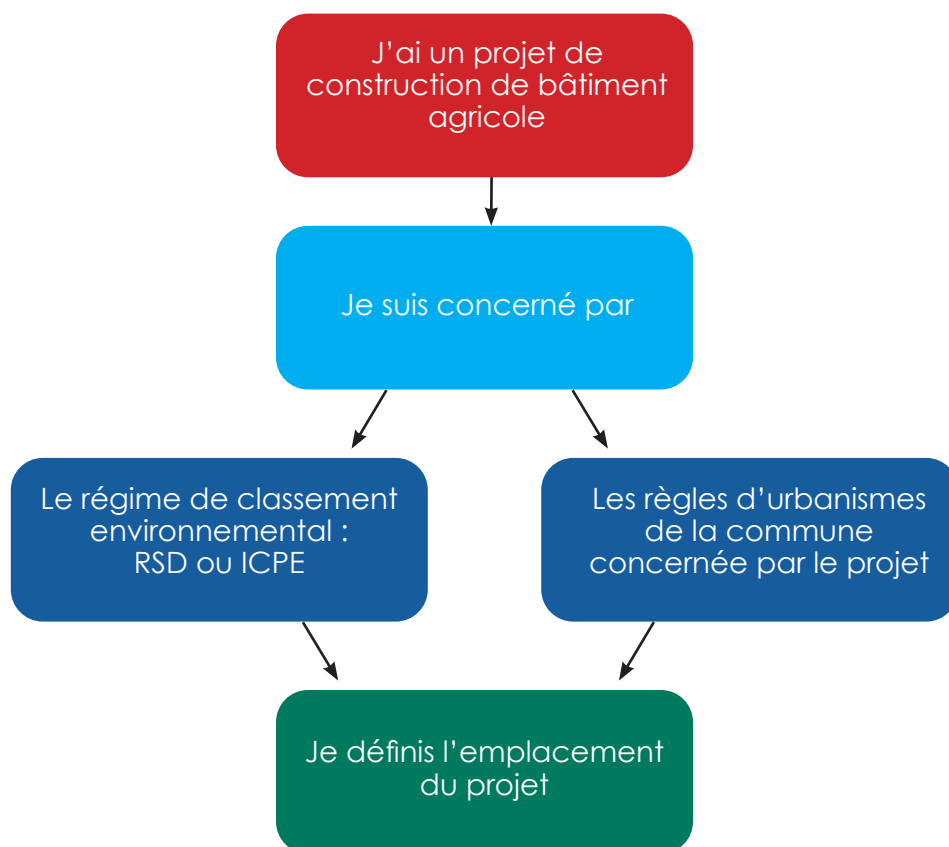 J’ai un projet de
construction de bâtiment
agricole
Je suis concerné par
Le régime de classement
environnemental :
RSD ou ICPE
Les règles d’urbanismes
de la commune
concernée par le projet
Je définis l’emplacement
du projet